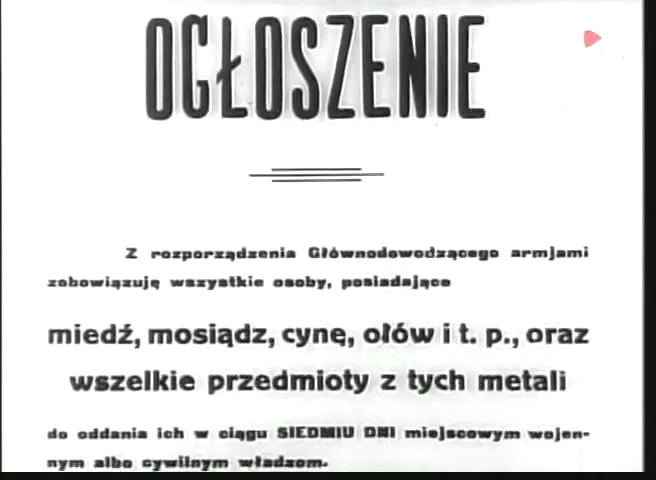 OGŁOSZENIE
Z rozporządzenia Głównodowodzącego armjami
zobowiązuję wszystkie osoby, posiadające
miedź, mosiądz, cynę, ołów i t. p., oraz
wszelkie przedmioty z tych metali
do oddania ich w ciągu SIEDMIU DNI miejscowym wojen-
nym albo cywilnym władzom.